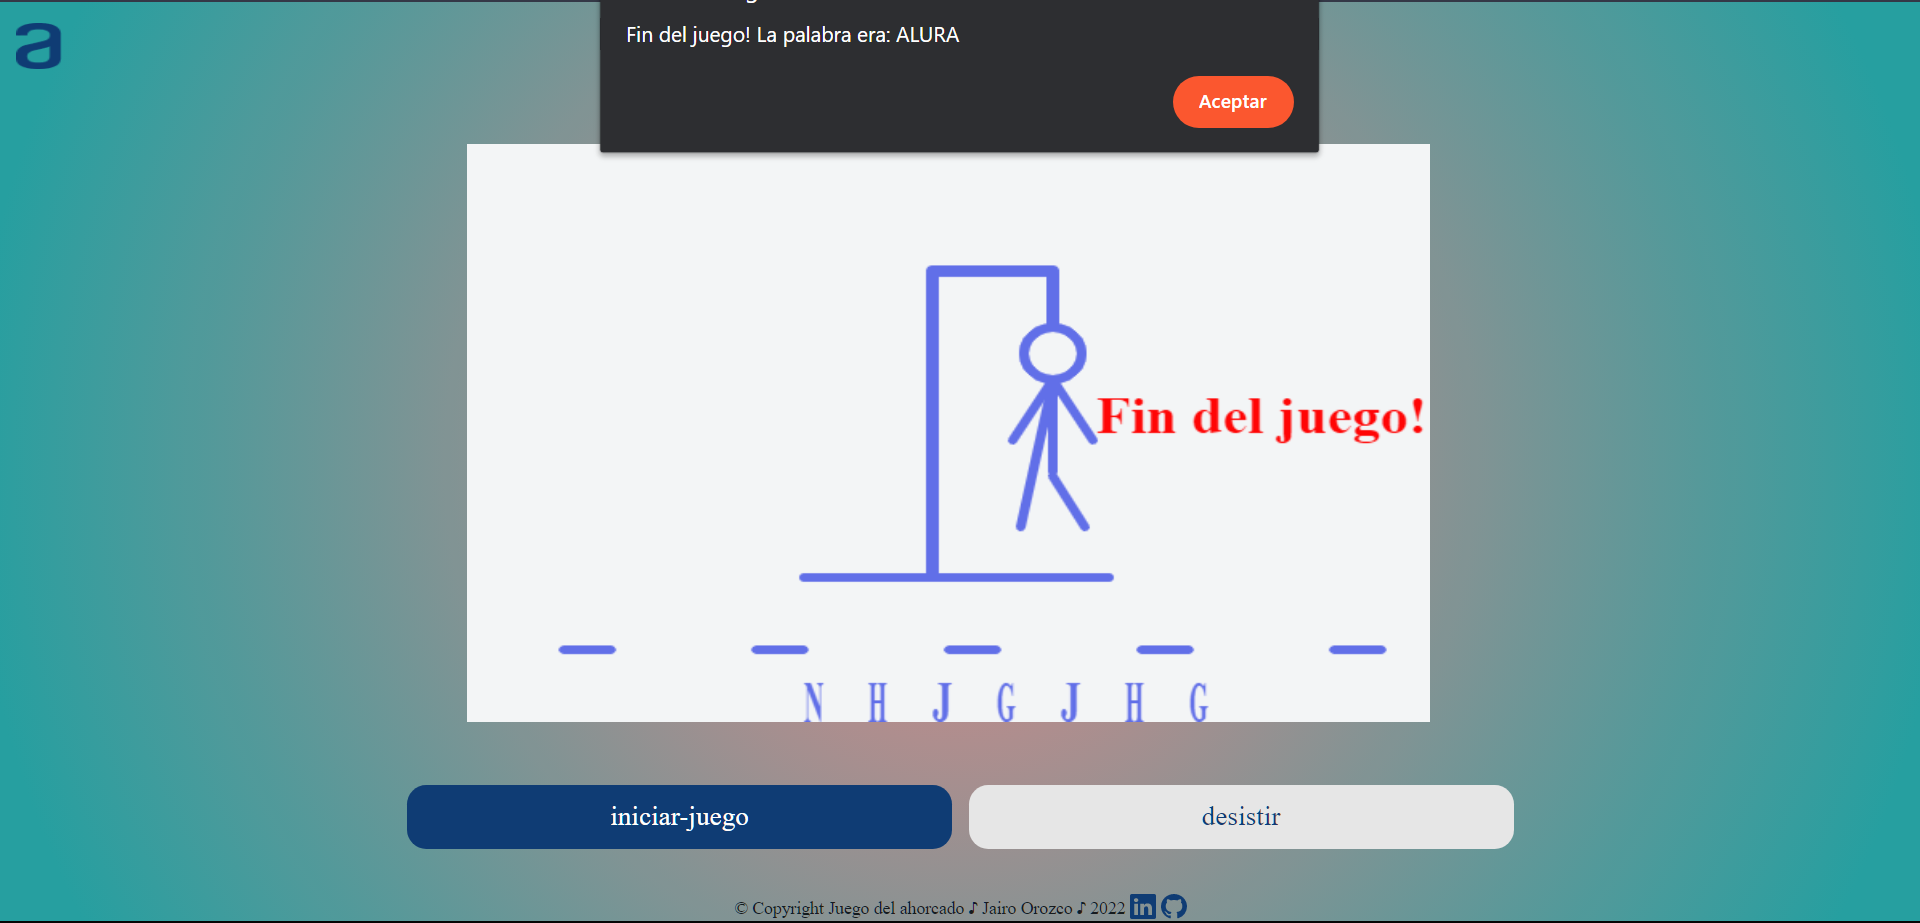 a
Fin del juego! La palabra era: ALURA
Aceptar
Fin del juego!
N H J G J H G
iniciar-juego
desistir
© Copyright Juego del ahorcado ♪ Jairo Orozco ♪ 2022 in